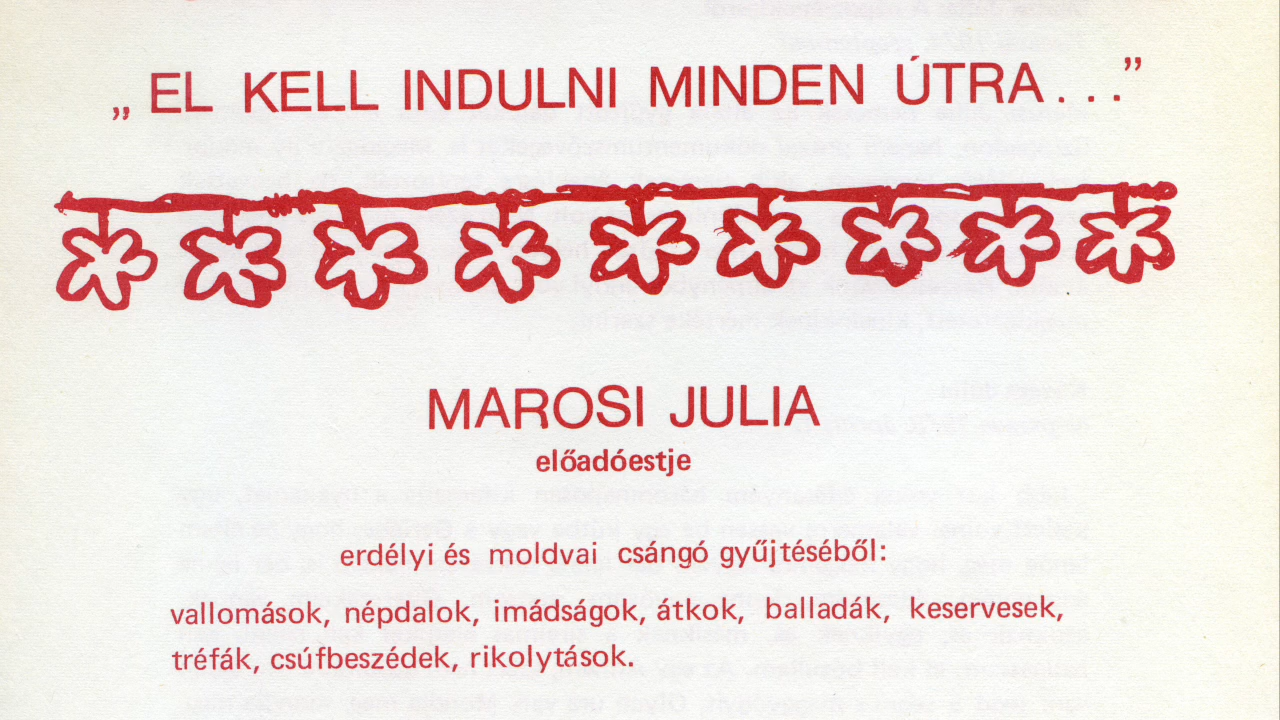 „ EL KELL INDULNI MINDEN ÚTRA . . . ”
MAROSI JULIA
előadóestje
erdélyi és moldvai csángó gyűjtéséből:
vallomások, népdalok, imádságok, átkok, balladák, keservesek,
tréfák, csúfbeszédek, rikolytások.